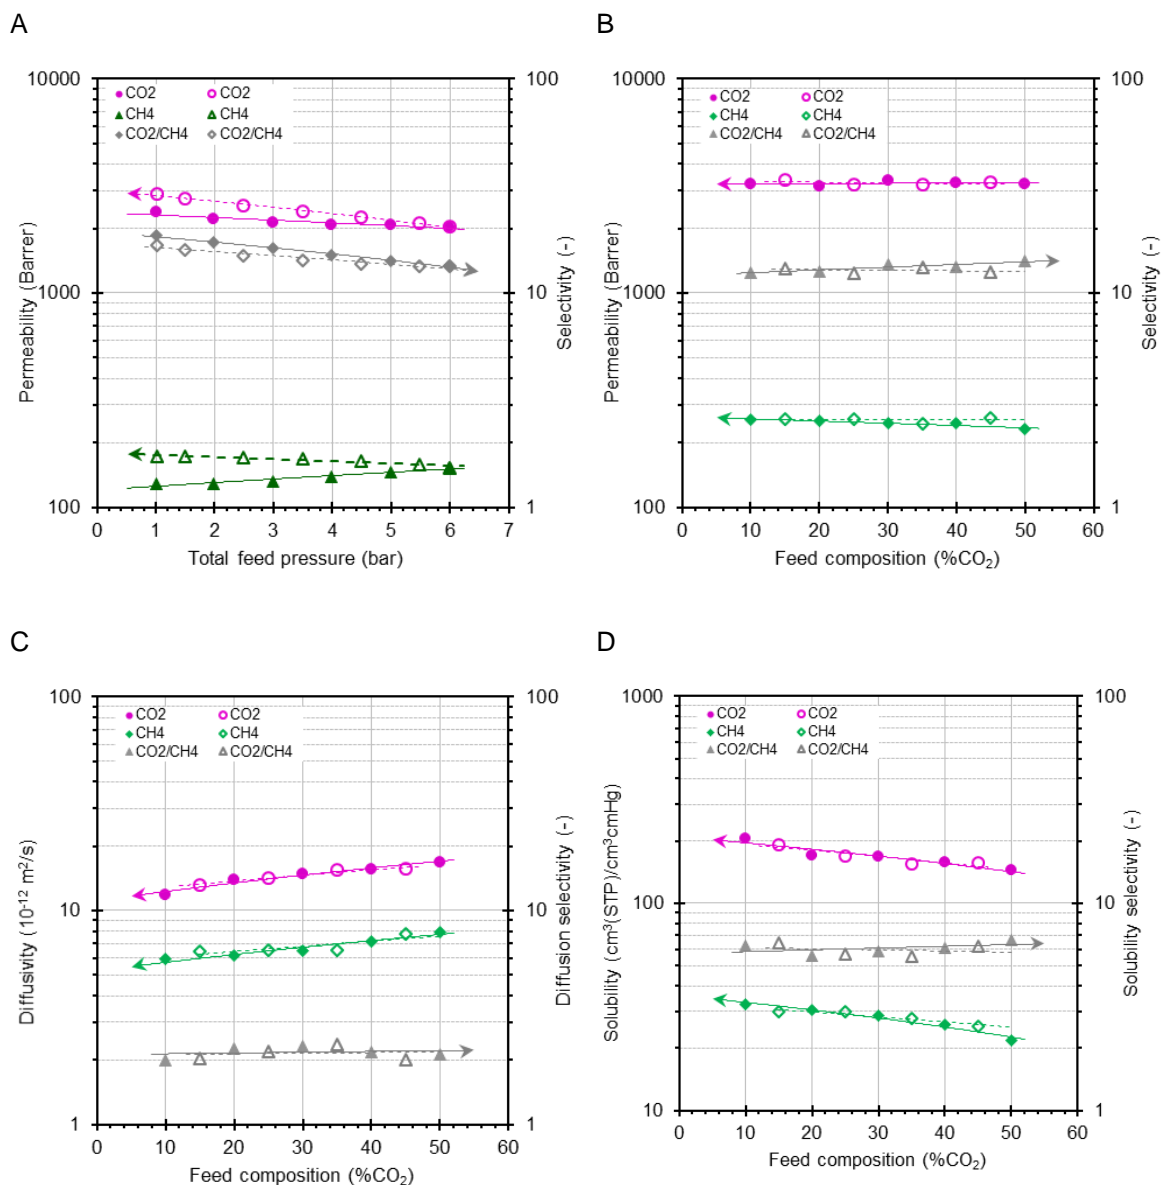 A
10000
1000
100
Permeability (Barrer)
CO2 CO2
CH4 CH4
CO2/CH4 CO2/CH4
100
10
1
Selectivity (-)
0 1 2 3 4 5 6 7
Total feed pressure (bar)
B
10000
1000
100
Permeability (Barrer)
CO2 CO2
CH4 CH4
CO2/CH4 CO2/CH4
100
10
1
Selectivity (-)
0 10 20 30 40 50 60
Feed composition (%CO₂)
C
100
10
1
Diffusivity (10⁻¹² m²/s)
CO2 CO2
CH4 CH4
CO2/CH4 CO2/CH4
100
10
1
Diffusion selectivity (-)
0 10 20 30 40 50 60
Feed composition (%CO₂)
D
1000
100
10
Solubility (cm³(STP)/cm³cmHg)
CO2 CO2
CH4 CH4
CO2/CH4 CO2/CH4
100
10
1
Solubility selectivity (-)
0 10 20 30 40 50 60
Feed composition (%CO₂)